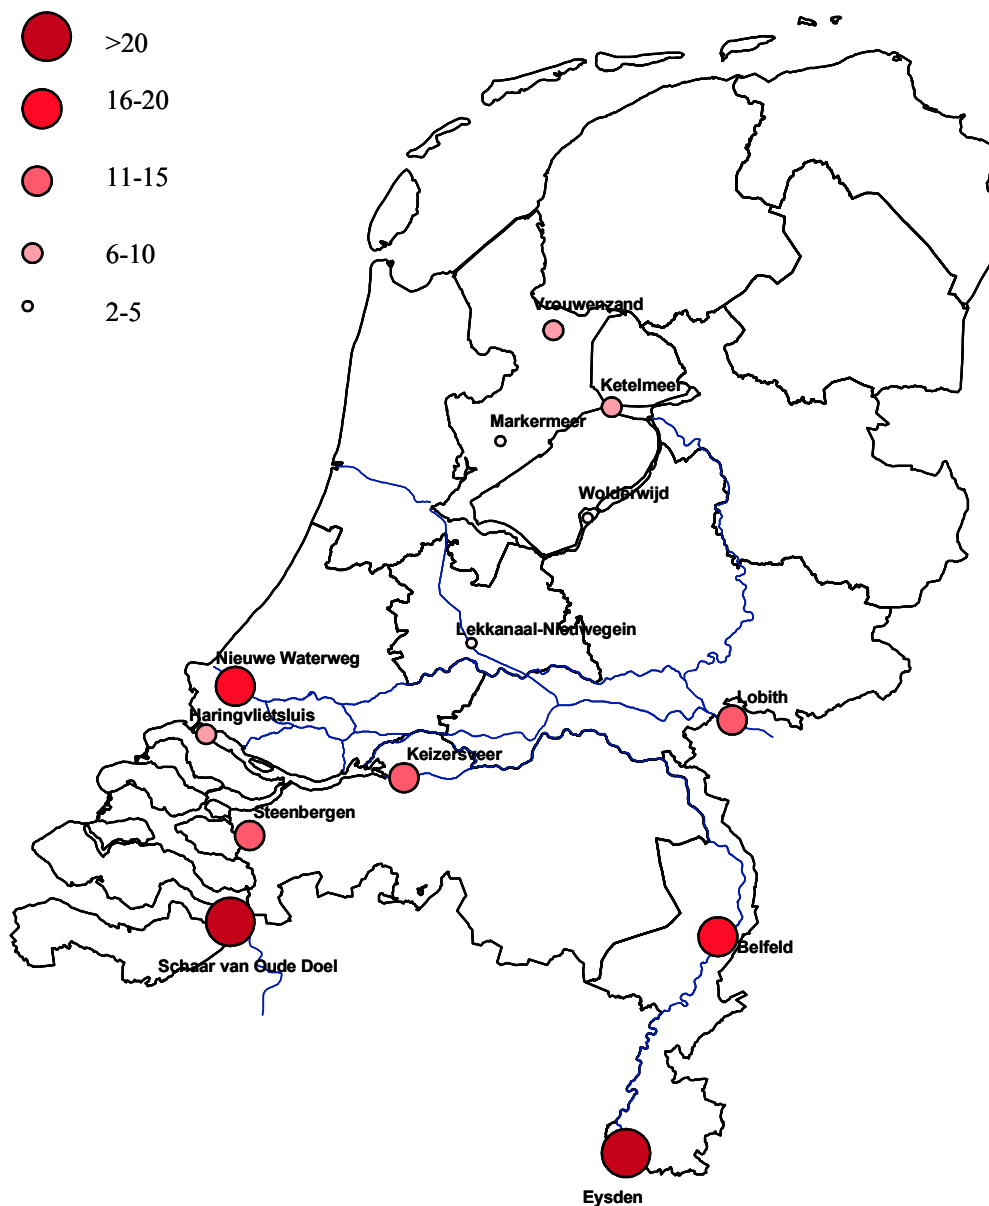 >20
16-20
11-15
6-10
2-5
Vrouwenzand
Ketelmeer
Markermeer
Wolderwijd
Lekkanaal-Nieuwegein
Nieuwe Waterweg
Lobith
Haringvlietsluis
Keizersveer
Steenbergen
Belfeld
Schaar van Oude Doel
Eysden